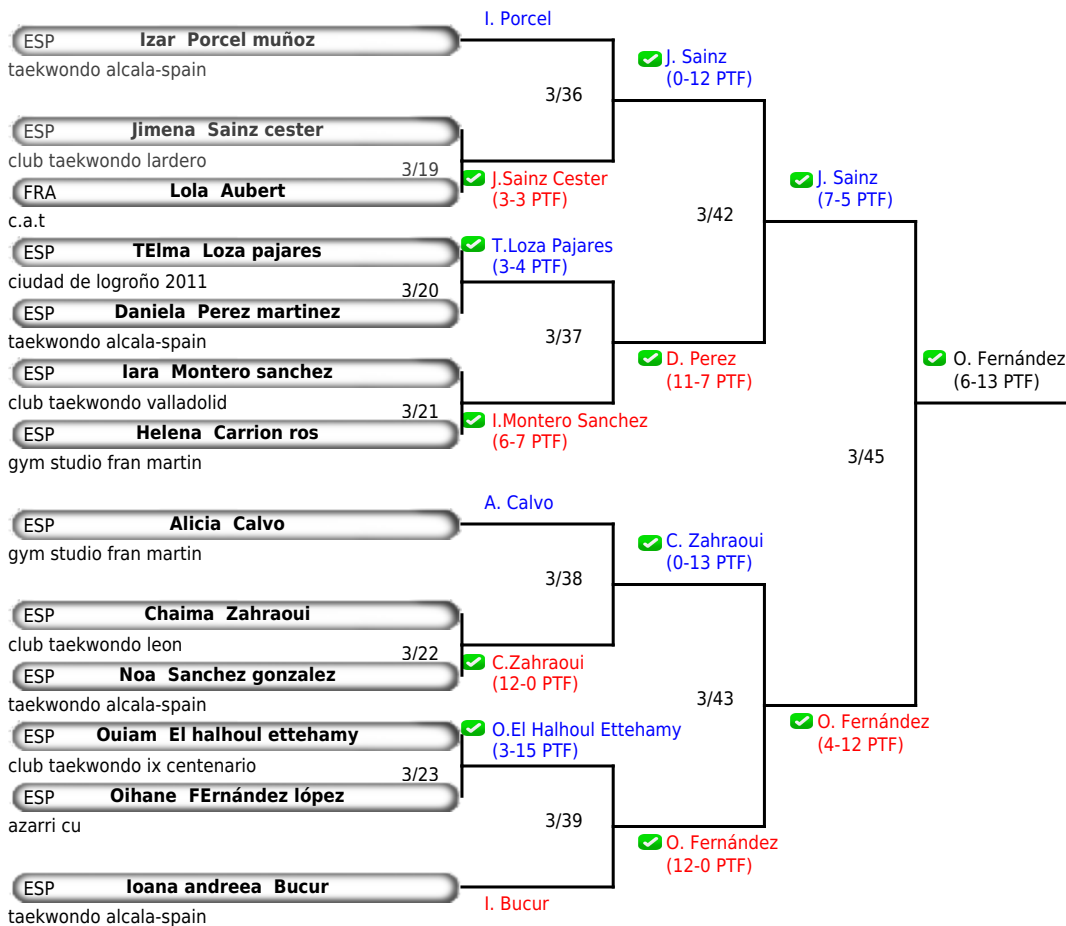 I. Porcel
ESP Izar Porcel muñoz
taekwondo alcala-spain
J. Sainz
(0-12 PTF)
3/36
ESP Jimena Sainz cester
club taekwondo lardero
3/19
FRA Lola Aubert
c.a.t
J.Sainz Cester
(3-3 PTF)
J. Sainz
(7-5 PTF)
3/42
ESP TElma Loza pajares
ciudad de logroño 2011
T.Loza Pajares
(3-4 PTF)
3/20
ESP Daniela Perez martinez
taekwondo alcala-spain
3/37
D. Perez
(11-7 PTF)
ESP Iara Montero sanchez
club taekwondo valladolid
3/21
ESP Helena Carrion ros
gym studio fran martin
I.Montero Sanchez
(6-7 PTF)
O. Fernández
(6-13 PTF)
3/45
A. Calvo
ESP Alicia Calvo
gym studio fran martin
C. Zahraoui
(0-13 PTF)
3/38
ESP Chaima Zahraoui
club taekwondo leon
3/22
ESP Noa Sanchez gonzalez
taekwondo alcala-spain
C.Zahraoui
(12-0 PTF)
3/43
O. Fernández
(4-12 PTF)
ESP Ouiam El halhoul ettehamy
club taekwondo ix centenario
O.El Halhoul Ettehamy
(3-15 PTF)
3/23
ESP Oihane FErnández lópez
azarri cu
3/39
O. Fernández
(12-0 PTF)
ESP Ioana andreea Bucur
taekwondo alcala-spain
I. Bucur